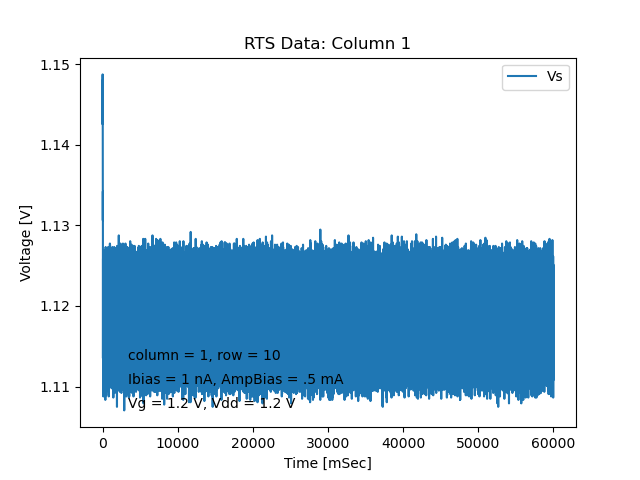 RTS Data: Column 1
Vs
1.15
1.14
1.13
1.12
1.11
Voltage [V]
column = 1, row = 10
Ibias = 1 nA, AmpBias = .5 mA
Vg = 1.2 V, Vdd = 1.2 V
0 10000 20000 30000 40000 50000 60000
Time [mSec]